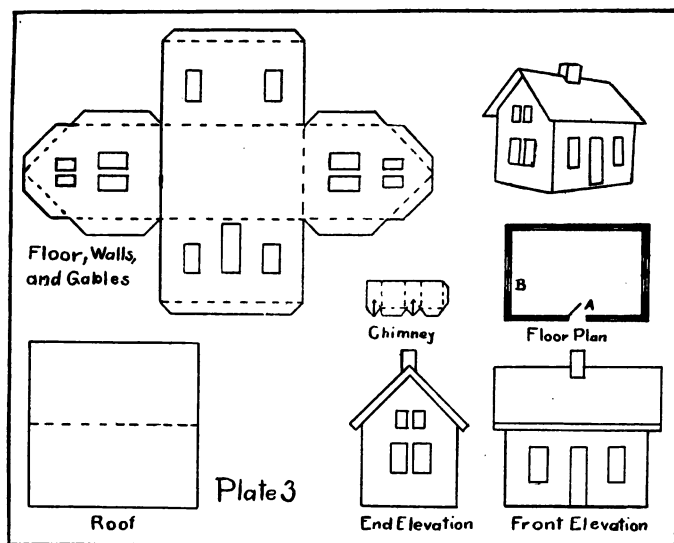 Floor, Walls,
and Gables
B
A
Chimney
Floor Plan
Plate 3
Roof
End Elevation
Front Elevation